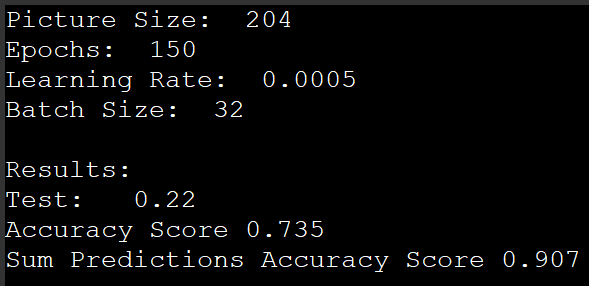 Picture Size:  204
Epochs:  150
Learning Rate:  0.0005
Batch Size:  32

Results:
Test:   0.22
Accuracy Score 0.735
Sum Predictions Accuracy Score 0.907